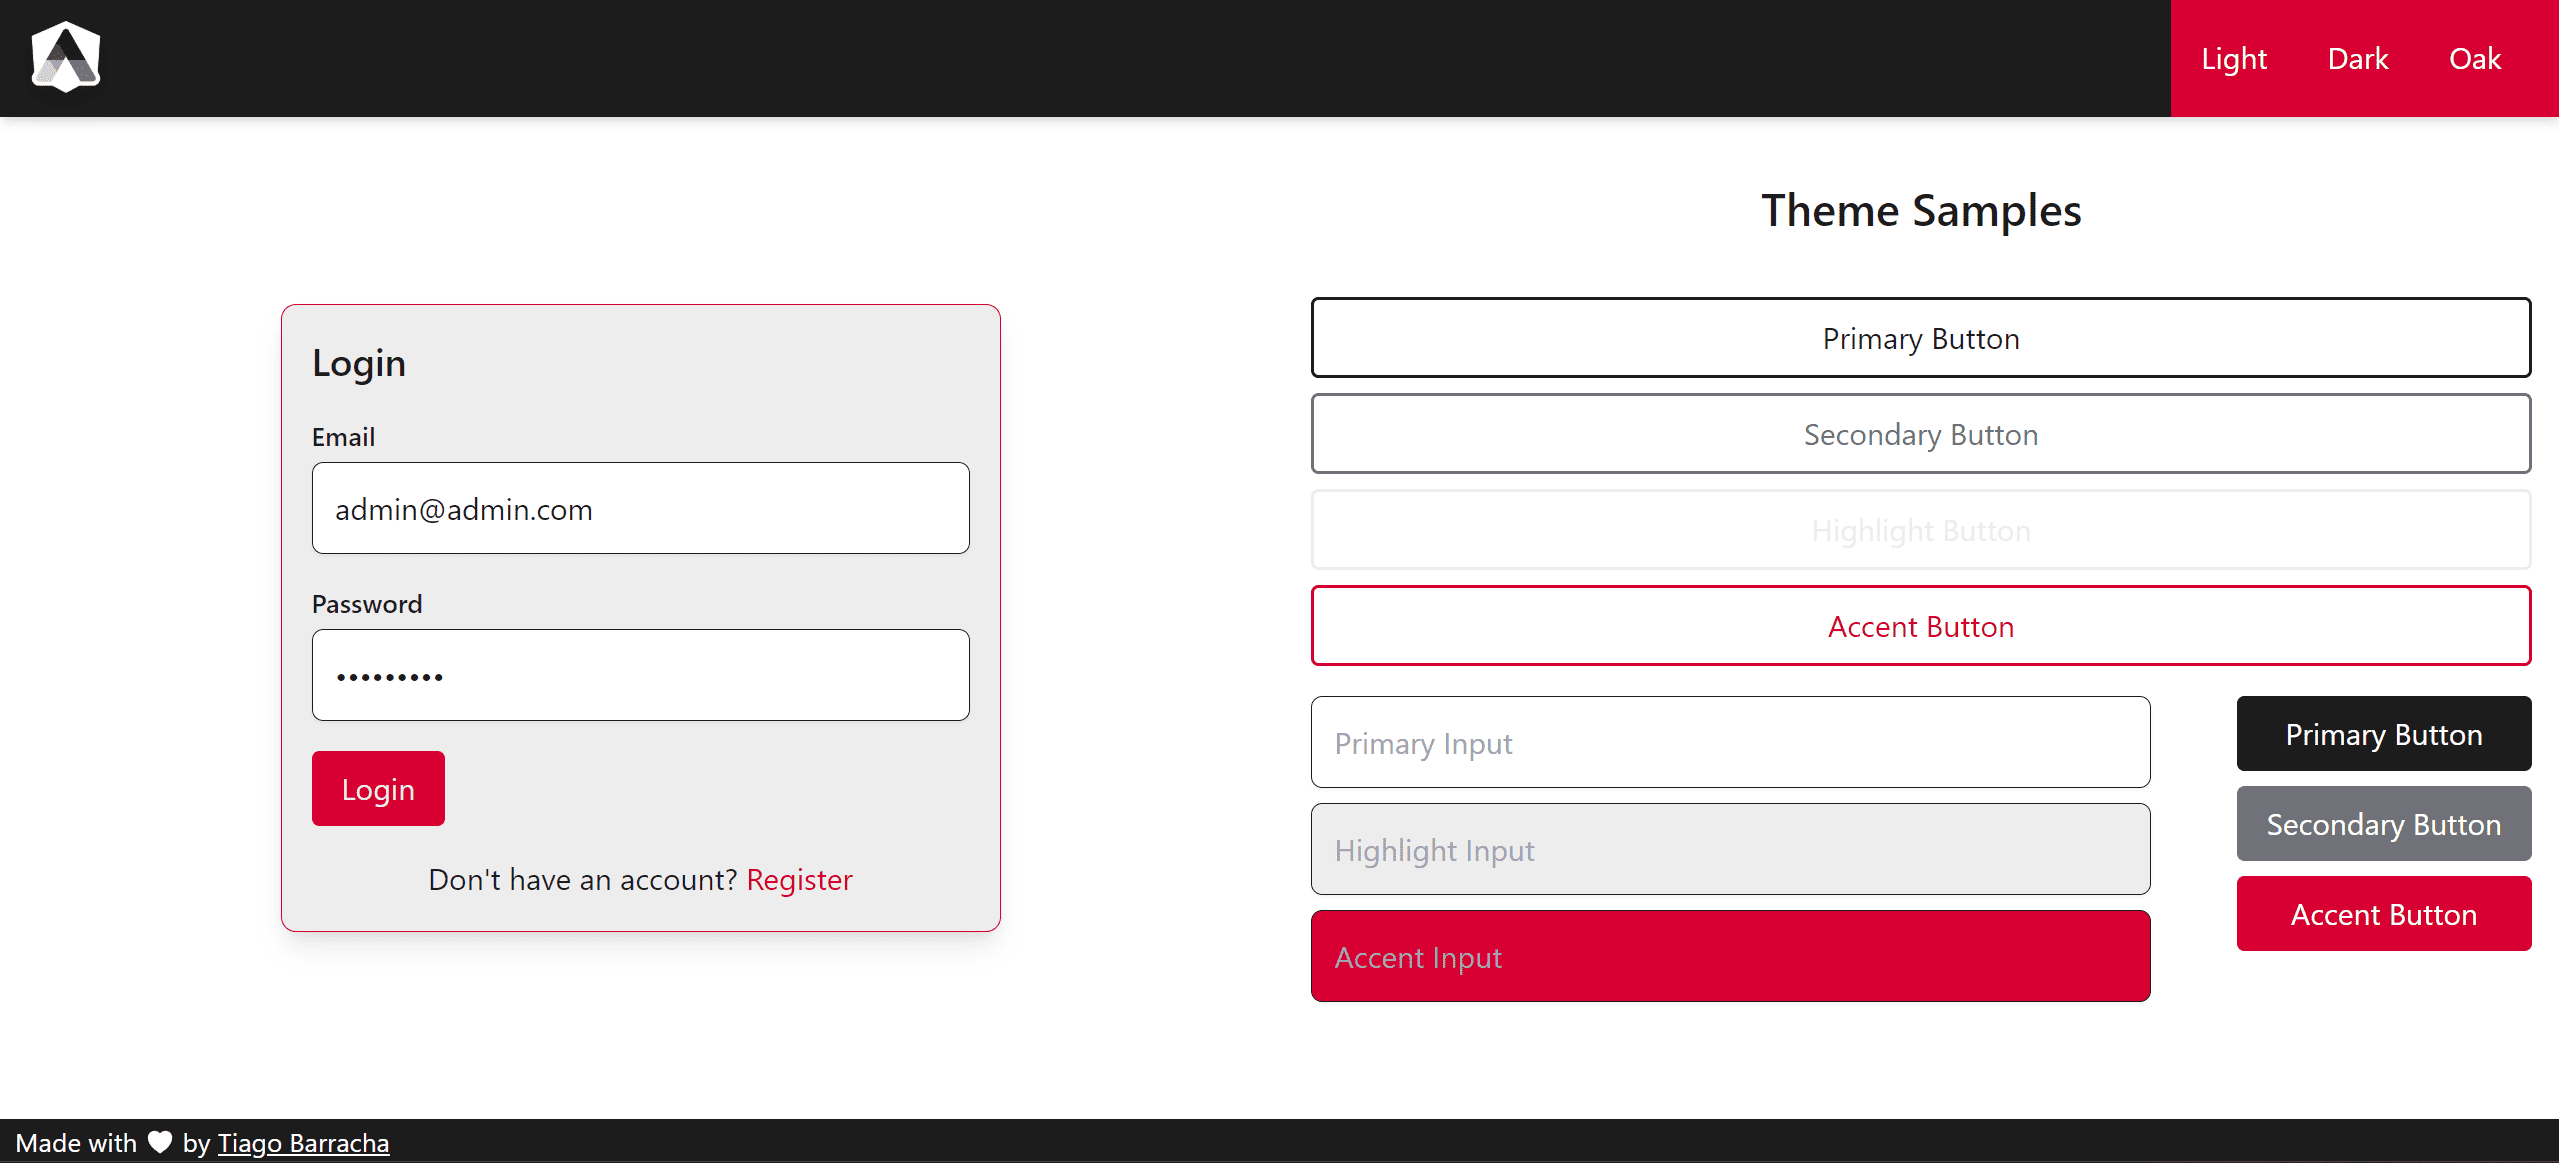 Light Dark Oak
Login
Email
admin@admin.com
Password
•••••••••
Login
Don't have an account? Register
Theme Samples
Primary Button
Secondary Button
Highlight Button
Accent Button
Primary Input
Highlight Input
Accent Input
Primary Button
Secondary Button
Accent Button
Made with 🤍 by Tiago Barracha